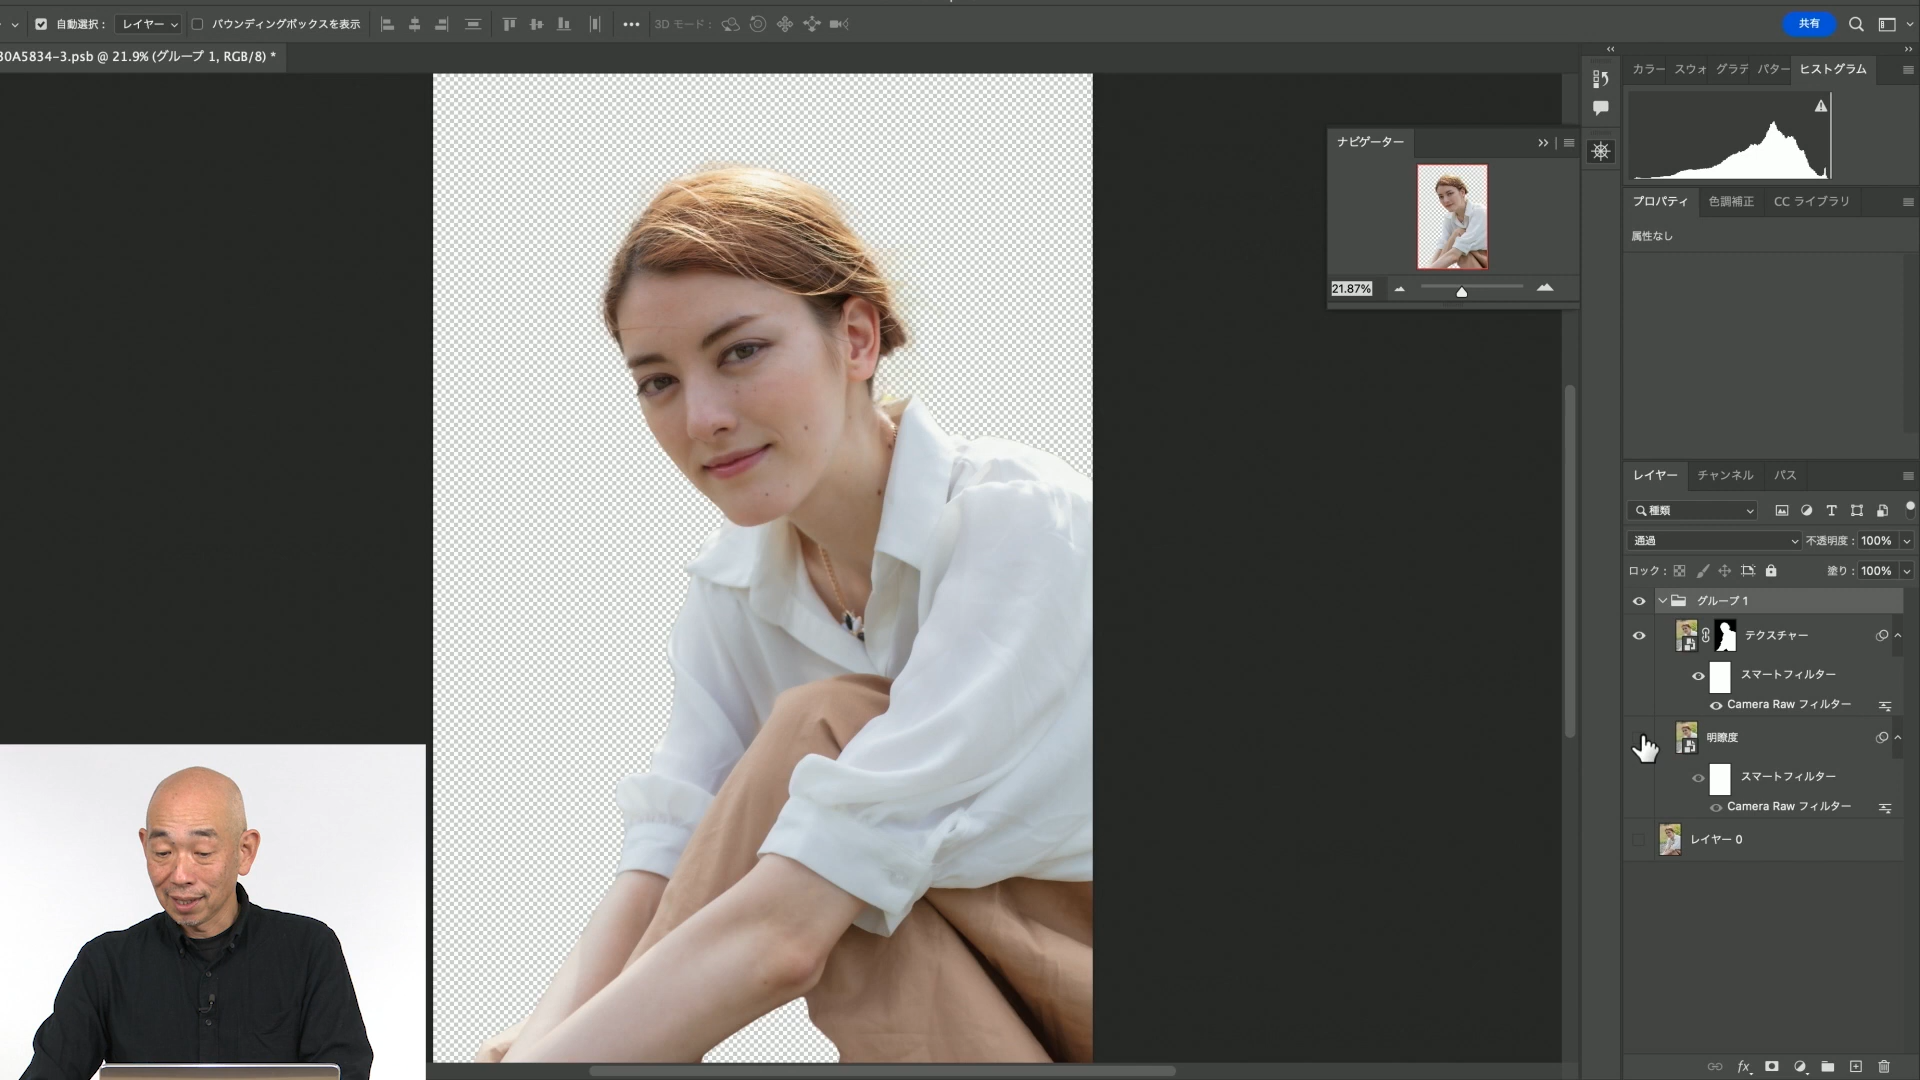 自動選択： レイヤー バウンディングボックスを表示 3D モード： 共有
30A5834-3.psb @ 21.9% (グループ 1, RGB/8) *
カラー スウォ グラデ パター ヒストグラム
ナビゲーター
21.87%
プロパティ 色調補正 CC ライブラリ
属性なし
レイヤー チャンネル パス
種類
通過 不透明度： 100%
ロック： 塗り： 100%
グループ 1
テクスチャー
スマートフィルター
Camera Raw フィルター
明瞭度
スマートフィルター
Camera Raw フィルター
レイヤー 0
fx